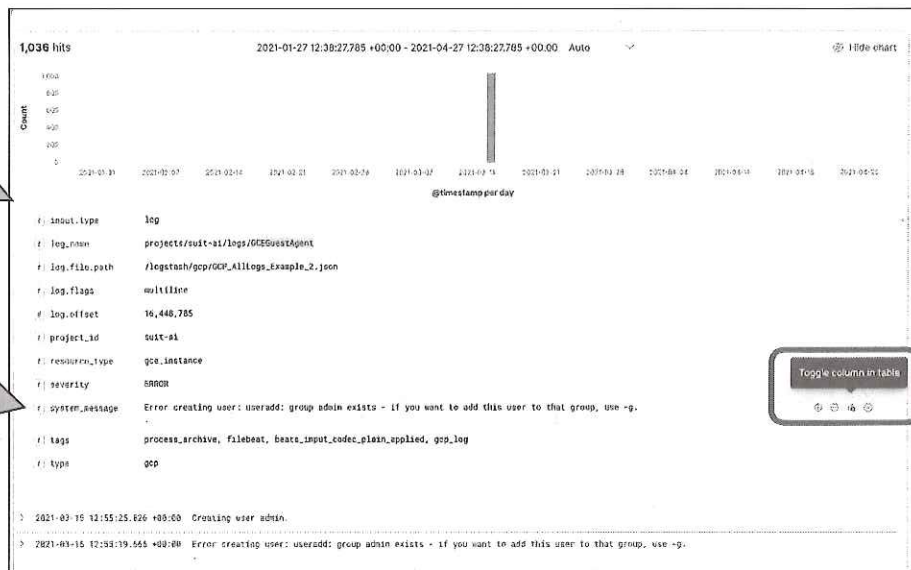 1,036 hits 2021-01-27 12:38:27.785 +00:00 - 2021-04-27 12:38:27.785 +00:00 Auto Hide chart
Count
@timestamp per day
input.type log
log_name projects/suit-ai/logs/GCEGuestAgent
log.file.path /logstash/gcp/GCP_AllLogs_Example_2.json
log.flags multiline
log.offset 16,448,785
project_id suit-ai
resource_type gce_instance
Toggle column in table
severity ERROR
system_message Error creating user: useradd: group admin exists - if you want to add this user to that group, use -g.
tags process_archive, filebeat, beats_input_codec_plain_applied, gcp_log
type gcp
> 2021-03-15 12:55:25.826 +00:00 Creating user admin.
> 2021-03-15 12:53:19.565 +00:00 Error creating user: useradd: group admin exists - if you want to add this user to that group, use -g.